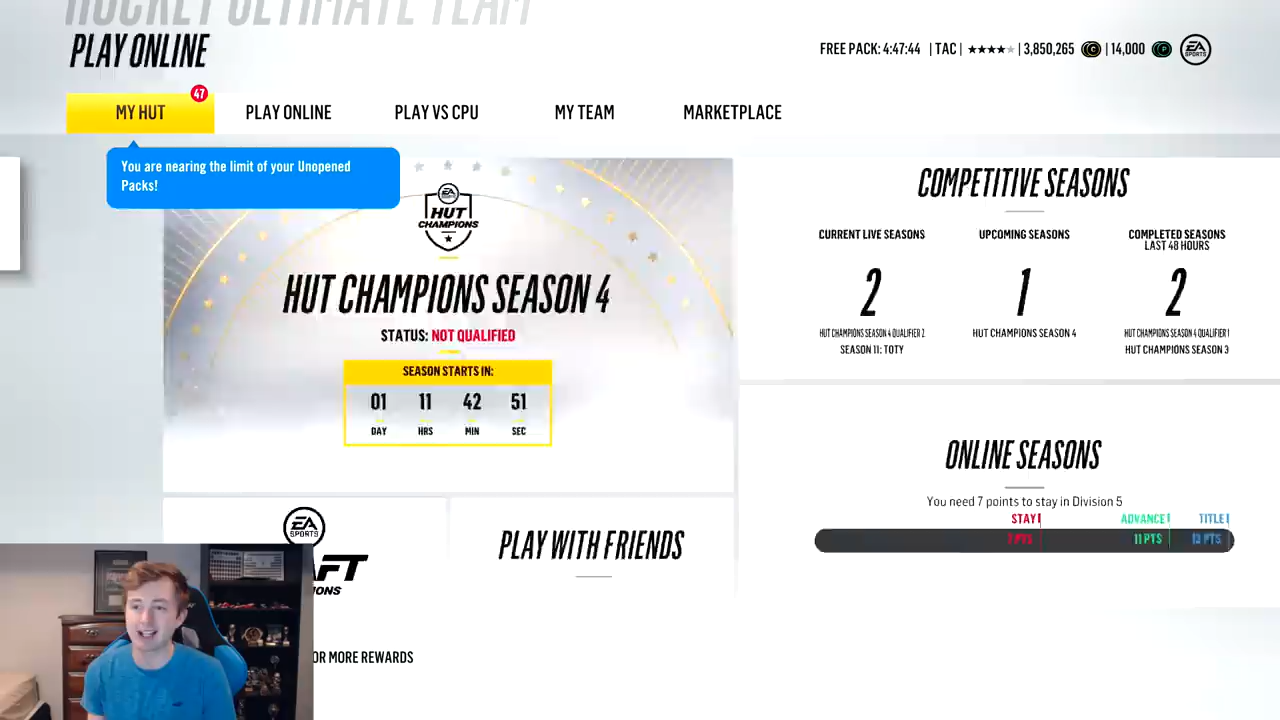 HOCKEY ULTIMATE TEAM
PLAY ONLINE
FREE PACK: 4:47:44 | TAC | ★★★★★ | 3,850,265 | 14,000
EA SPORTS
47
MY HUT
PLAY ONLINE
PLAY VS CPU
MY TEAM
MARKETPLACE
You are nearing the limit of your Unopened
Packs!
EA SPORTS
HUT
CHAMPIONS
HUT CHAMPIONS SEASON 4
STATUS: NOT QUALIFIED
SEASON STARTS IN:
01 11 42 51
DAY HRS MIN SEC
COMPETITIVE SEASONS
CURRENT LIVE SEASONS
2
HUT CHAMPIONS SEASON 4 QUALIFIER 2
SEASON 11: TOTY
UPCOMING SEASONS
1
HUT CHAMPIONS SEASON 4
COMPLETED SEASONS
LAST 48 HOURS
2
HUT CHAMPIONS SEASON 4 QUALIFIER 1
HUT CHAMPIONS SEASON 3
ONLINE SEASONS
You need 7 points to stay in Division 5
STAY ADVANCE TITLE
7 PTS 11 PTS 13 PTS
EA SPORTS
AFT
IONS
OR MORE REWARDS
PLAY WITH FRIENDS